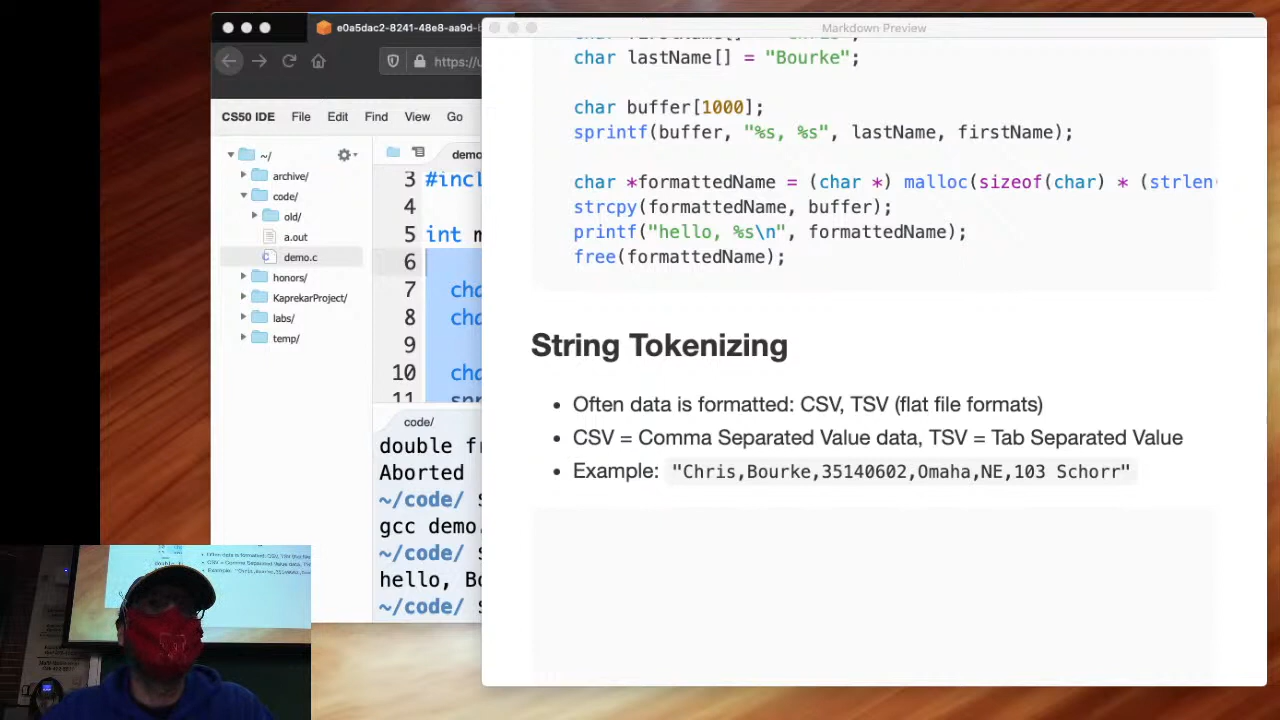 e0a5dac2-8241-48e8-aa9d-b
https://u
CS50 IDE File Edit Find View Go
~/
archive/
code/
old/
a.out
demo.c
honors/
KaprekarProject/
labs/
temp/
demo
3 #incl
4
5 int m
6
7 cha
8 cha
9
10 cha
11 snp
code/
double fr
Aborted
~/code/ $
gcc demo.
~/code/ $
hello, Bo
~/code/ $
Markdown Preview
char lastName[] = "Bourke";
char buffer[1000];
sprintf(buffer, "%s, %s", lastName, firstName);
char *formattedName = (char *) malloc(sizeof(char) * (strlen
strcpy(formattedName, buffer);
printf("hello, %s\n", formattedName);
free(formattedName);
String Tokenizing
• Often data is formatted: CSV, TSV (flat file formats)
• CSV = Comma Separated Value data, TSV = Tab Separated Value
• Example: "Chris,Bourke,35140602,Omaha,NE,103 Schorr"